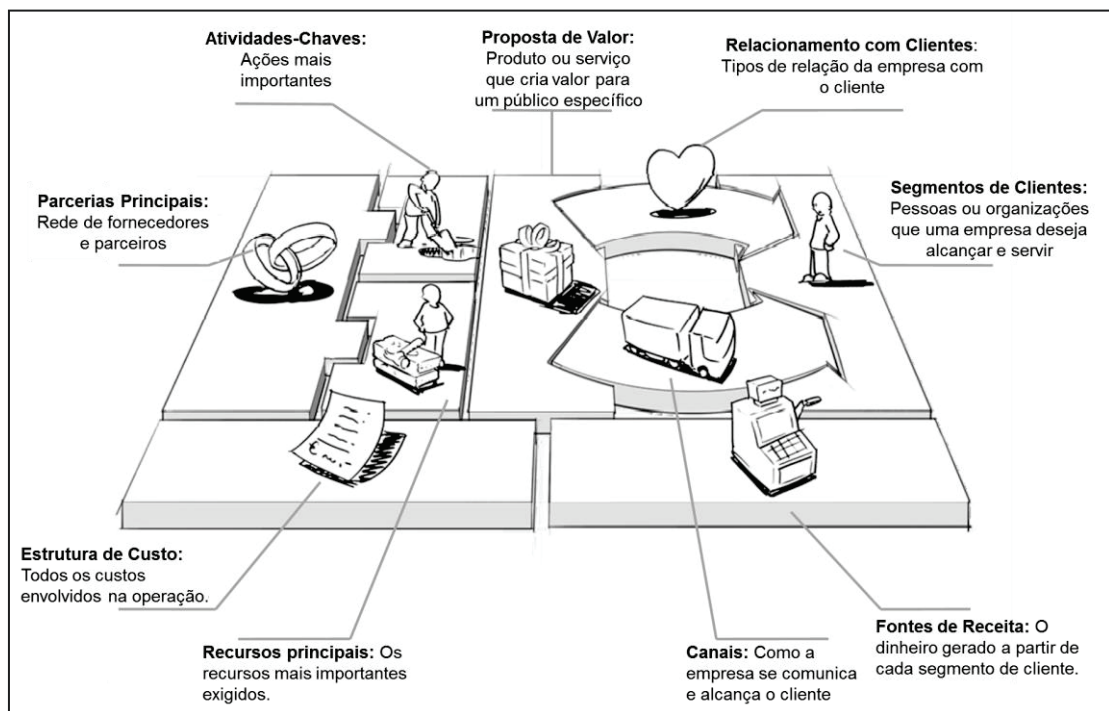 Atividades-Chaves:
Ações mais
importantes
Proposta de Valor:
Produto ou serviço
que cria valor para
um público específico
Relacionamento com Clientes:
Tipos de relação da empresa com
o cliente
Parcerias Principais:
Rede de fornecedores
e parceiros
Segmentos de Clientes:
Pessoas ou organizações
que uma empresa deseja
alcançar e servir
Estrutura de Custo:
Todos os custos
envolvidos na operação.
Recursos principais: Os
recursos mais importantes
exigidos.
Canais: Como a
empresa se comunica
e alcança o cliente
Fontes de Receita: O
dinheiro gerado a partir de
cada segmento de cliente.